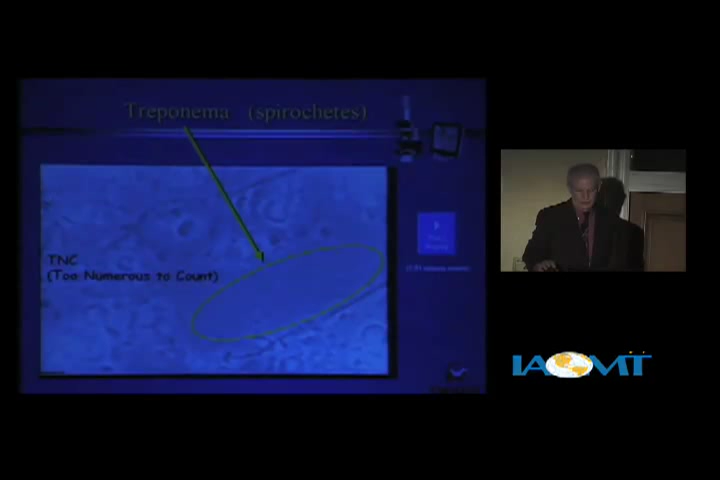 Treponema (spirochetes)
TNC
(Too Numerous to Count)
IAOMT